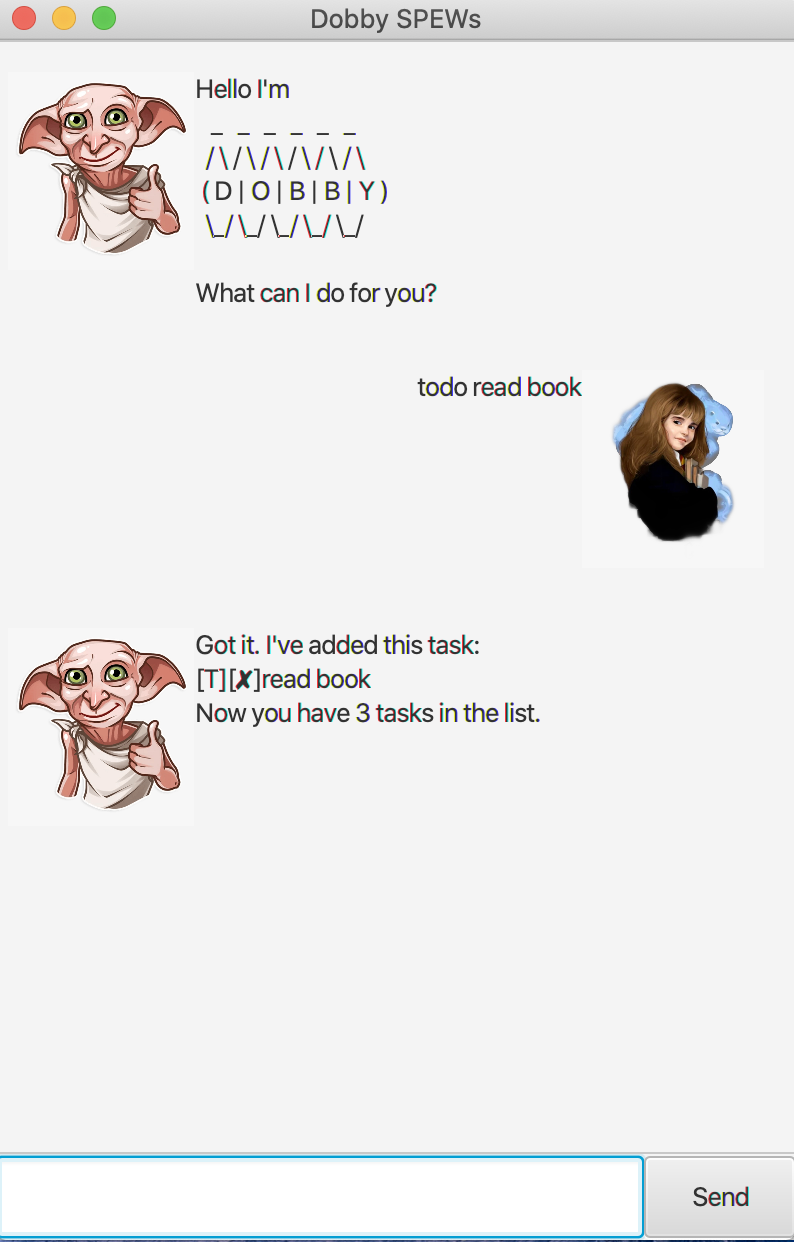 Dobby SPEWs
Hello I'm
_ _ _ _ _ _
/\/\/\/\/\/\
( D | O | B | B | Y )
\_/ \_/ \_/ \_/ \_/
What can I do for you?
todo read book
Got it. I've added this task:
[T][✘]read book
Now you have 3 tasks in the list.
Send